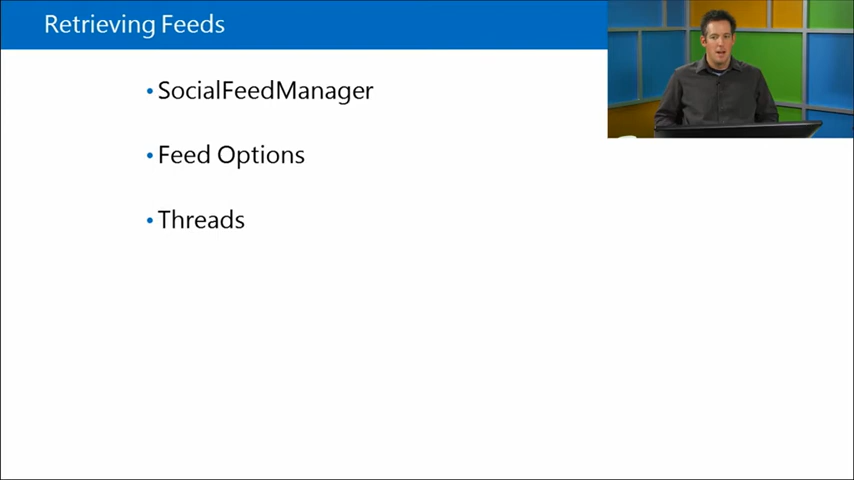 Retrieving Feeds
• SocialFeedManager
• Feed Options
• Threads